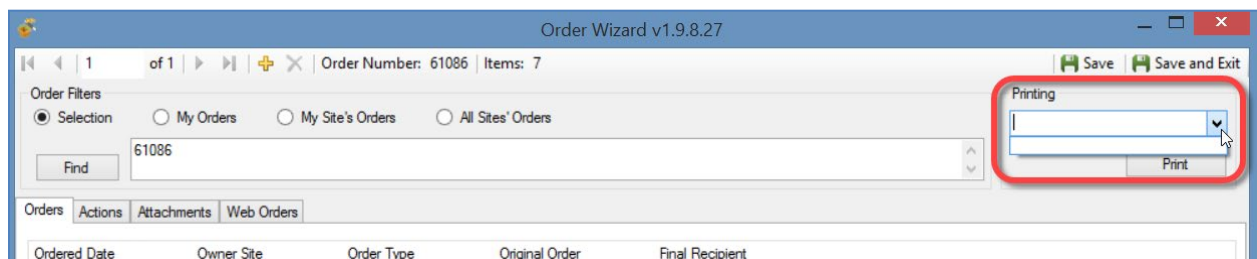 Order Wizard v1.9.8.27
1 of 1 Order Number: 61086 Items: 7 Save Save and Exit
Order Filters Printing
Selection My Orders My Site's Orders All Sites' Orders
61086
Find Print
Orders Actions Attachments Web Orders
Ordered Date Owner Site Order Type Original Order Final Recipient